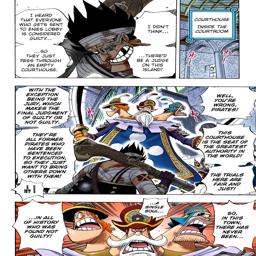 I HEARD THAT
EVERYONE WHO
GETS SENT TO
ENIES LOBBY
IS CONSIDERED
GUILTY...
...SO
THEY JUST
PASS THROUGH
AN EMPTY
COURTHOUSE.
I DIDN'T
THINK...
...THERE'D
BE A JUDGE
ON THIS
ISLAND!
COURTHOUSE
INSIDE THE
COURTROOM
WITH THE
EXCEPTION
BEING THE
JURY, WHICH
MAKE THE
FINAL JUDGMENT
OF GUILTY OR
NOT GUILTY.
THEY'RE
ALL FORMER
PIRATES WHO
HAVE BEEN
SENTENCED
TO EXECUTION,
SO THEY JUST
WANT TO BRING
OTHERS DOWN
WITH THEM!
WELL,
YOU'RE
WRONG,
PIRATES!
THIS
COURTHOUSE
IS THE SEAT OF
THE GREATEST
AUTHORITY
IN THE WORLD!
THE TRIALS
HERE ARE
FAIR AND
JUST!
...A
SINGLE
SOUL...
...IN ALL
OF HISTORY
WHO WAS
FOUND NOT
GUILTY!
SO,
IN THIS
TOWN,
THERE HAS
NEVER
BEEN...